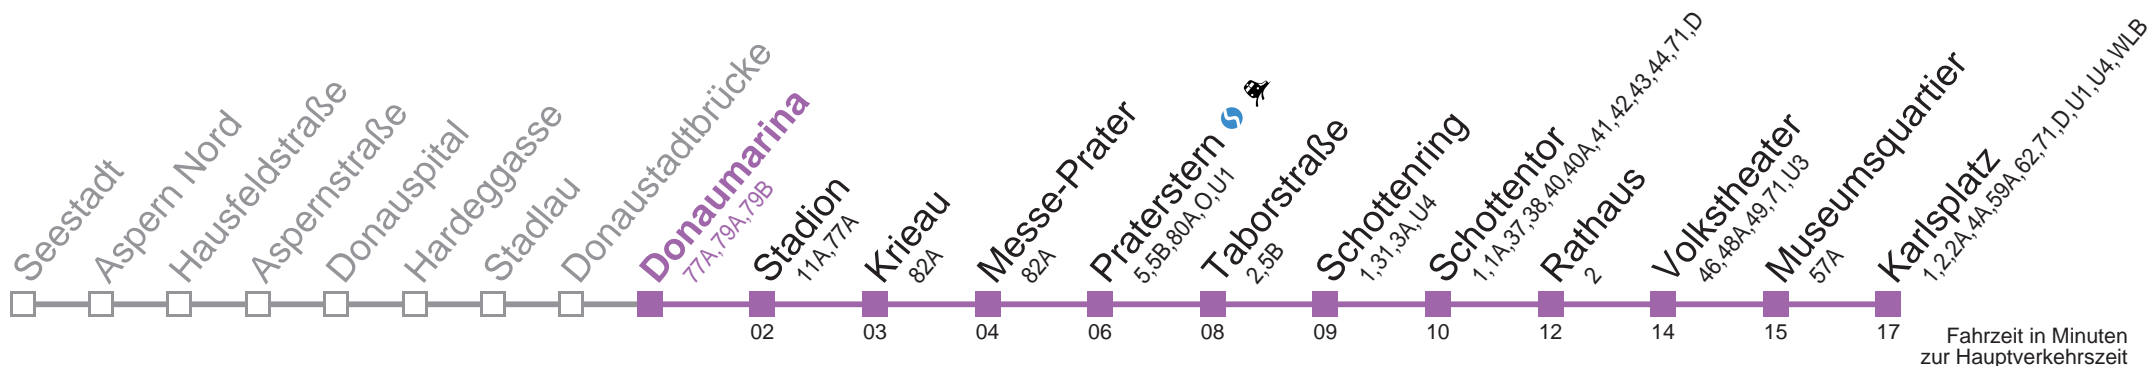 Seestadt
Aspern Nord
Hausfeldstraße
Aspernstraße
Donauspital
Hardeggasse
Stadlau
Donaustadtbrücke
Donaumarina
77A,79A,79B
Stadion
11A,77A
Krieau
82A
Messe-Prater
82A
Praterstern
5,5B,80A,O,U1
Taborstraße
2,5B
Schottenring
1,31,3A,U4
Schottentor
1,1A,37,38,40,40A,41,42,43,44,71,D
Rathaus
2
Volkstheater
46,48A,49,71,U3
Museumsquartier
57A
Karlsplatz
1,2,2A,4A,59A,62,71,D,U1,U4,WLB
02 03 04 06 08 09 10 12 14 15 17
Fahrzeit in Minuten
zur Hauptverkehrszeit